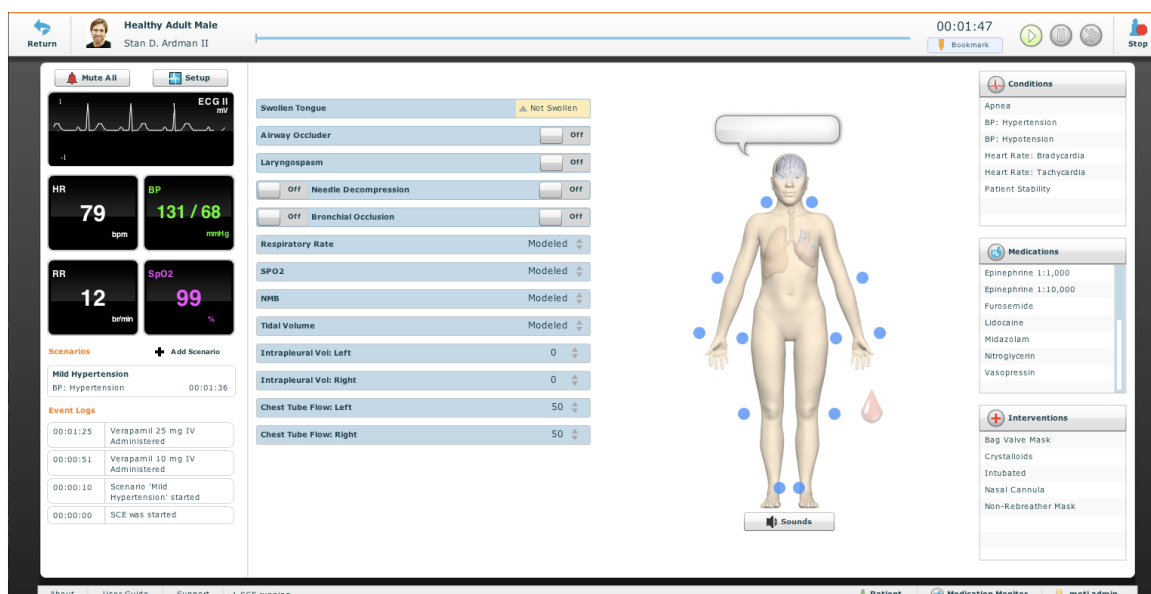 Return
Healthy Adult Male
Stan D. Ardman II
00:01:47
Bookmark
Stop
Mute All
Setup
1
ECG II
mV
-1
HR
79
bpm
BP
131 / 68
mmHg
RR
12
br/min
SpO2
99
%
Scenarios
Add Scenario
Mild Hypertension
BP: Hypertension 00:01:36
Event Logs
00:01:25 Verapamil 25 mg IV
Administered
00:00:51 Verapamil 10 mg IV
Administered
00:00:10 Scenario 'Mild
Hypertension' started
00:00:00 SCE was started
Swollen Tongue Not Swollen
Airway Occluder Off
Laryngospasm Off
Off Needle Decompression Off
Off Bronchial Occlusion Off
Respiratory Rate Modeled
SPO2 Modeled
NMB Modeled
Tidal Volume Modeled
Intrapleural Vol: Left 0
Intrapleural Vol: Right 0
Chest Tube Flow: Left 50
Chest Tube Flow: Right 50
Sounds
Conditions
Apnea
BP: Hypertension
BP: Hypotension
Heart Rate: Bradycardia
Heart Rate: Tachycardia
Patient Stability
Medications
Epinephrine 1:1,000
Epinephrine 1:10,000
Furosemide
Lidocaine
Midazolam
Nitroglycerin
Vasopressin
Interventions
Bag Valve Mask
Crystalloids
Intubated
Nasal Cannula
Non-Rebreather Mask
About User Guide Support 1 SCE running
Patient Medication Monitor meti admin